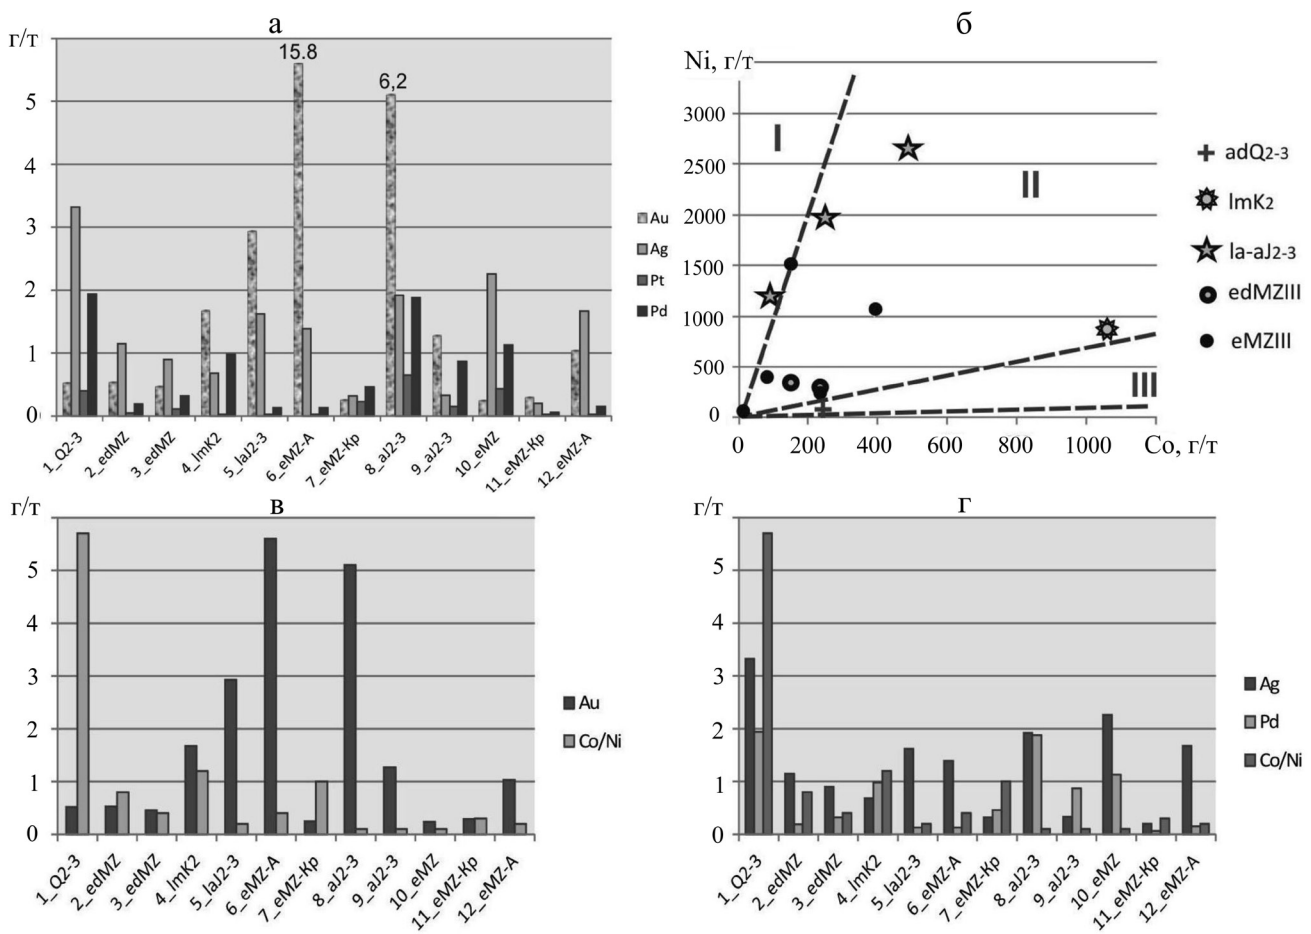 а
г/т
15.8
6,2
5
4
3
2
1
0
1_Q2-3
2_edMZ
3_edMZ
4_lmK2
5_laJ2-3
6_eMZ-A
7_eMZ-Kp
8_aJ2-3
9_aJ2-3
10_eMZ
11_eMZ-Kp
12_eMZ-A
Au
Ag
Pt
Pd
б
Ni, г/т
3000
2500
2000
1500
1000
500
0
0
200
400
600
800
1000
Co, г/т
I
II
III
adQ2-3
lmK2
la-aJ2-3
edMZIII
eMZIII
в
г/т
5
4
3
2
1
0
1_Q2-3
2_edMZ
3_edMZ
4_lmK2
5_laJ2-3
6_eMZ-A
7_eMZ-Kp
8_aJ2-3
9_aJ2-3
10_eMZ
11_eMZ-Kp
12_eMZ-A
Au
Co/Ni
г
г/т
5
4
3
2
1
0
1_Q2-3
2_edMZ
3_edMZ
4_lmK2
5_laJ2-3
6_eMZ-A
7_eMZ-Kp
8_aJ2-3
9_aJ2-3
10_eMZ
11_eMZ-Kp
12_eMZ-A
Ag
Pd
Co/Ni